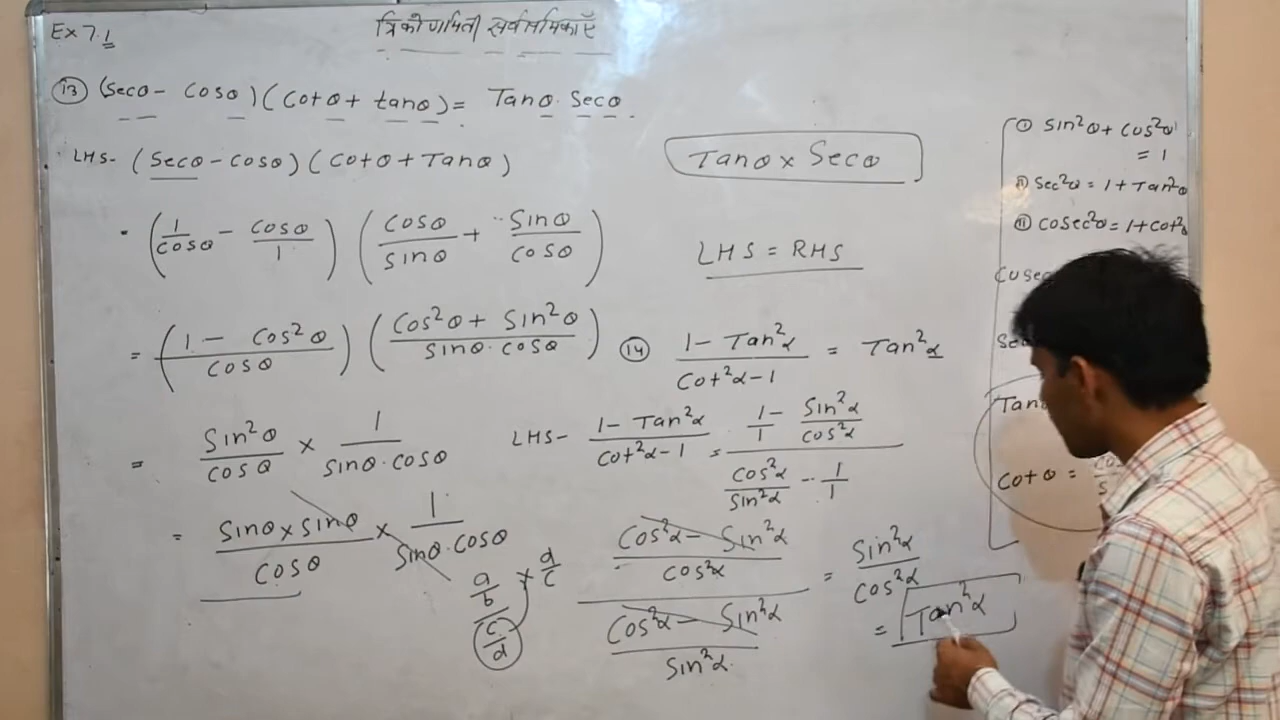 Ex 7.1
त्रिकोणमिती सर्वसमिकाएँ
(13) (Secθ - Cosθ)(Cotθ + tanθ) = Tanθ. Secθ.
LHS- (Secθ - Cosθ)(Cotθ + Tanθ)
(1/cosθ - cosθ/1) (cosθ/sinθ + Sinθ/cosθ)
= ((1 - Cos²θ)/cosθ) ((Cos²θ + Sin²θ)/(sinθ.cosθ))
= Sin²θ/cosθ × 1/(sinθ.cosθ)
= (Sinθ × sinθ)/cosθ × 1/(Sinθ.cosθ)
Tanθ × Secθ
LHS = RHS
(14) (1 - Tan²α)/(Cot²α - 1) = Tan²α
LHS- (1 - Tan²α)/(Cot²α - 1) = (1/1 - Sin²α/cos²α)/(cos²α/sin²α - 1/1)
((Cos²α - Sin²α)/cos²α)/((Cos²α - Sin²α)/Sin²α) = Sin²α/cos²α
= Tan²α
(a/b)/(c/d) × d/c
(i) Sin²θ + cos²θ
= 1
(ii) Sec²θ = 1 + Tan²θ
(iii) cosec²θ = 1 + cot²θ
Cosec
Sec
Tanθ
Cotθ =